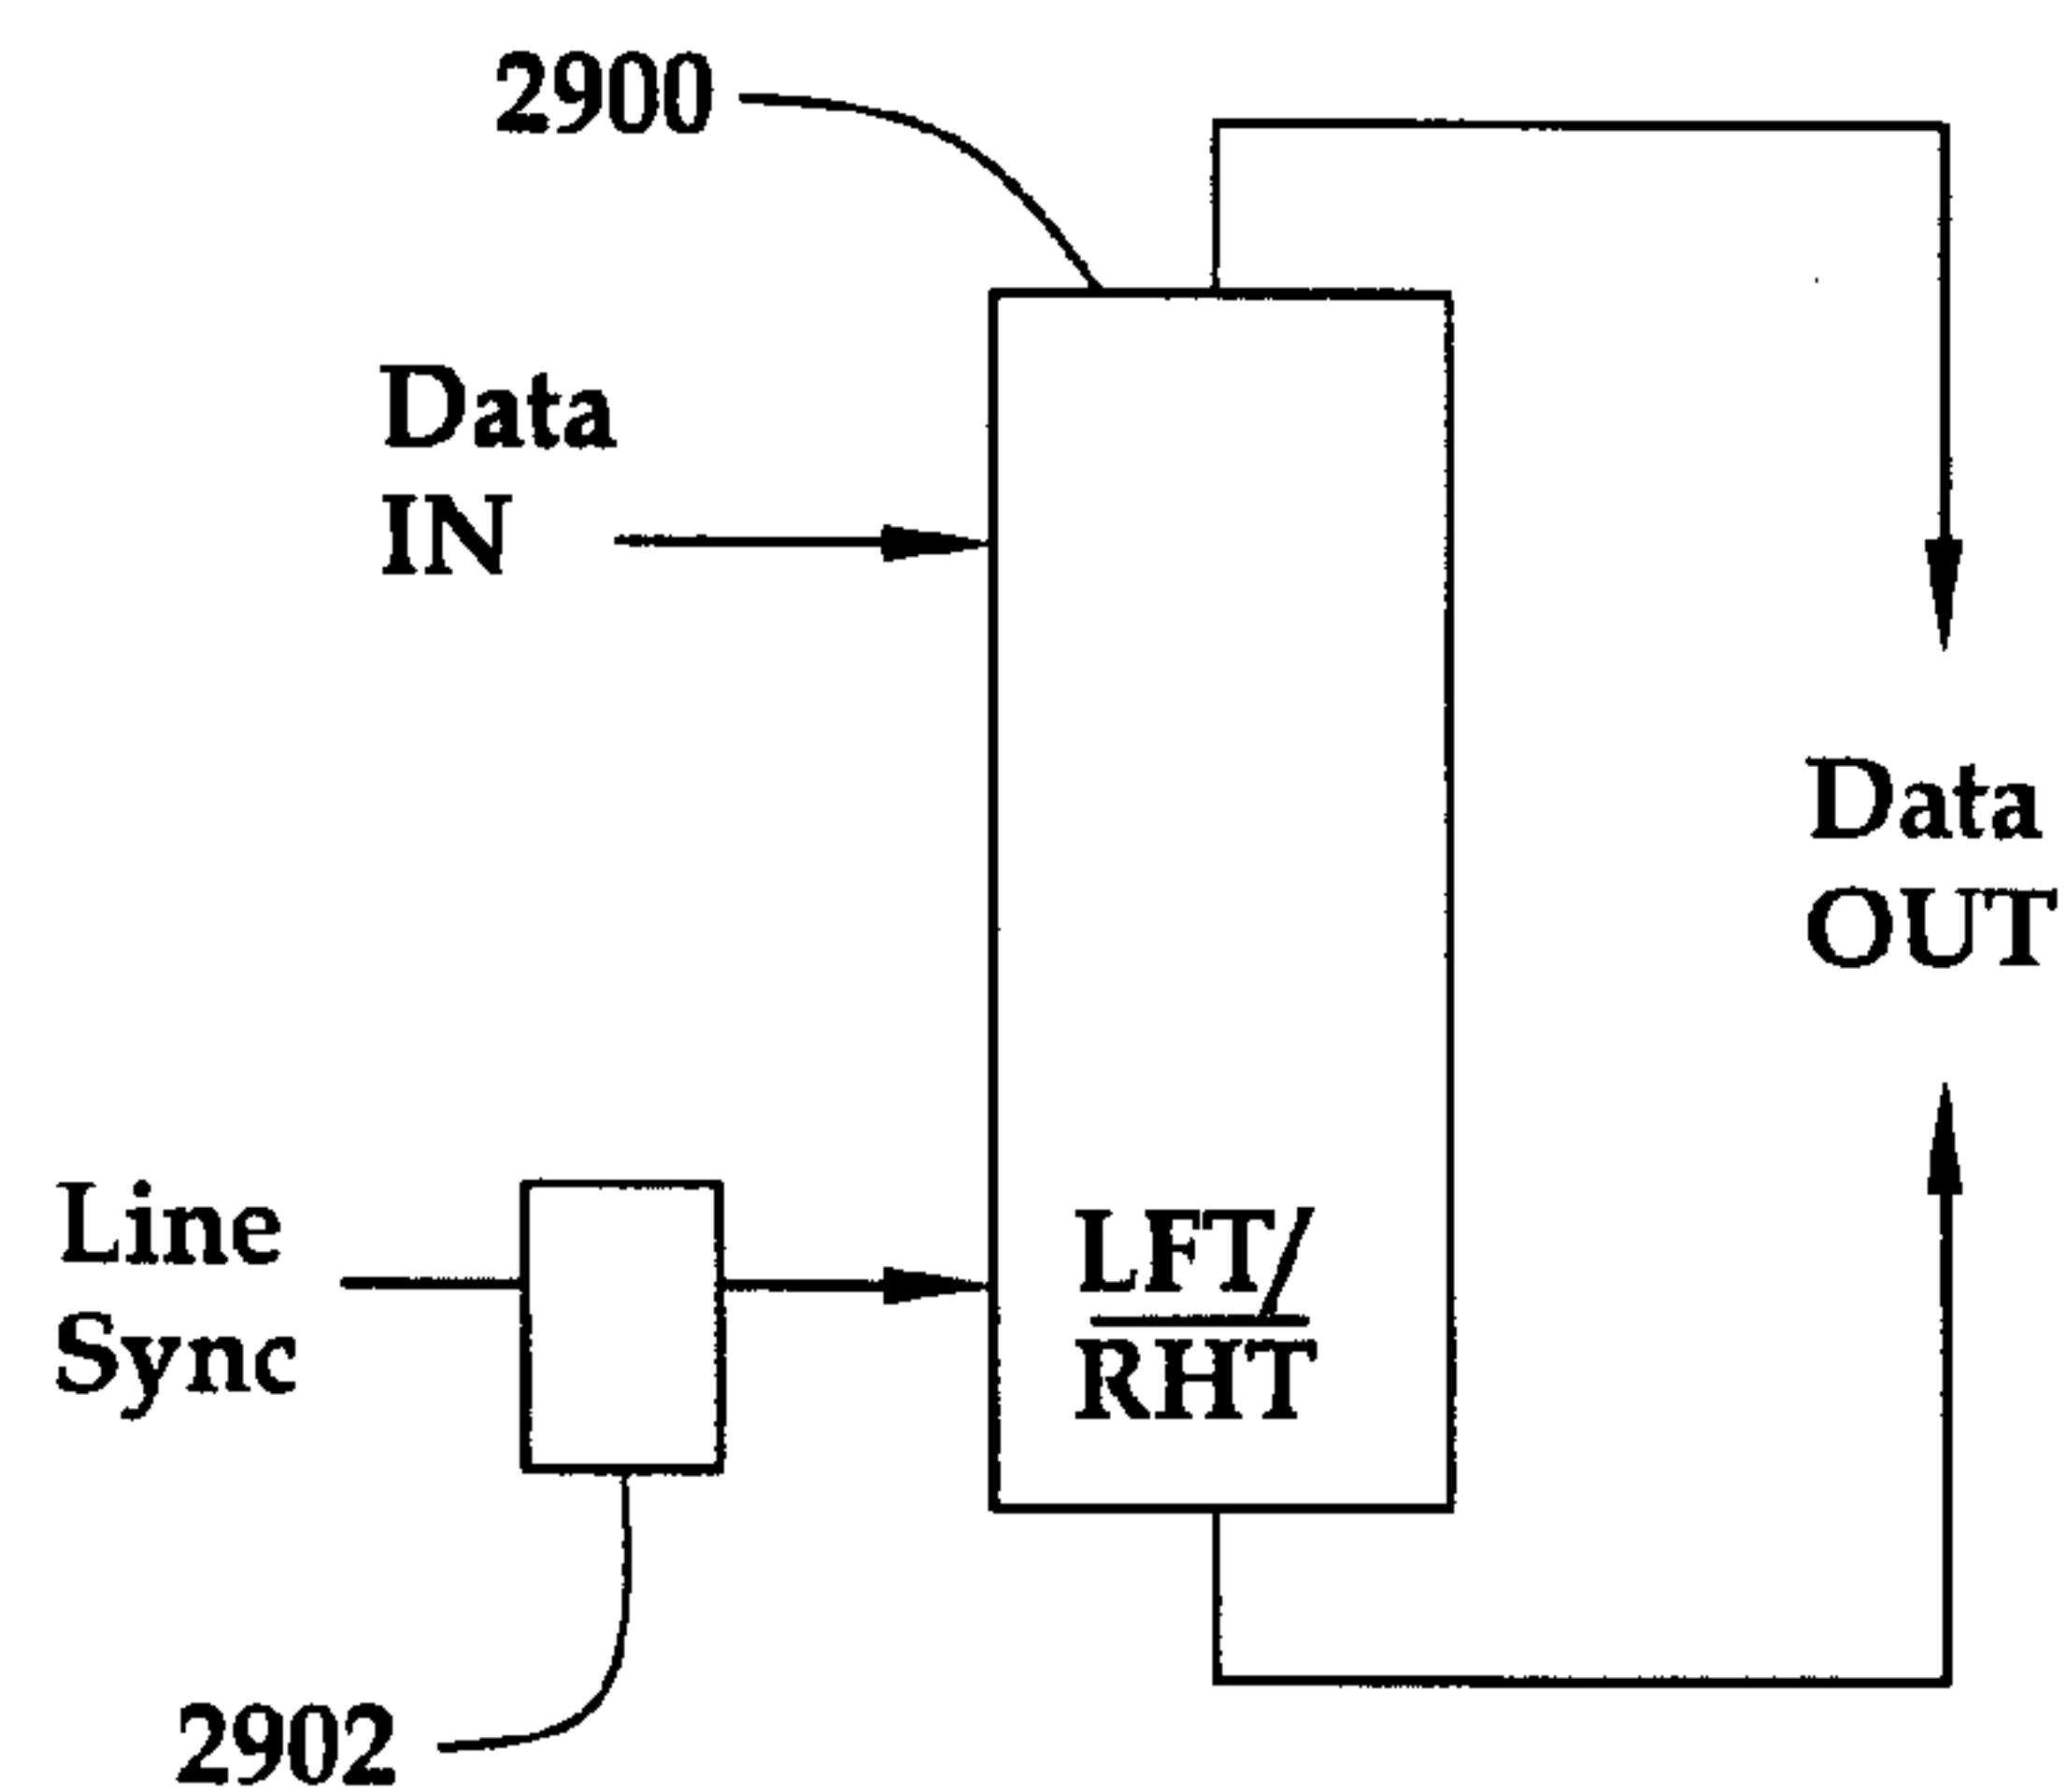 2900
Data
IN
Data
OUT
Line
Sync
LFT/
RHT
2902